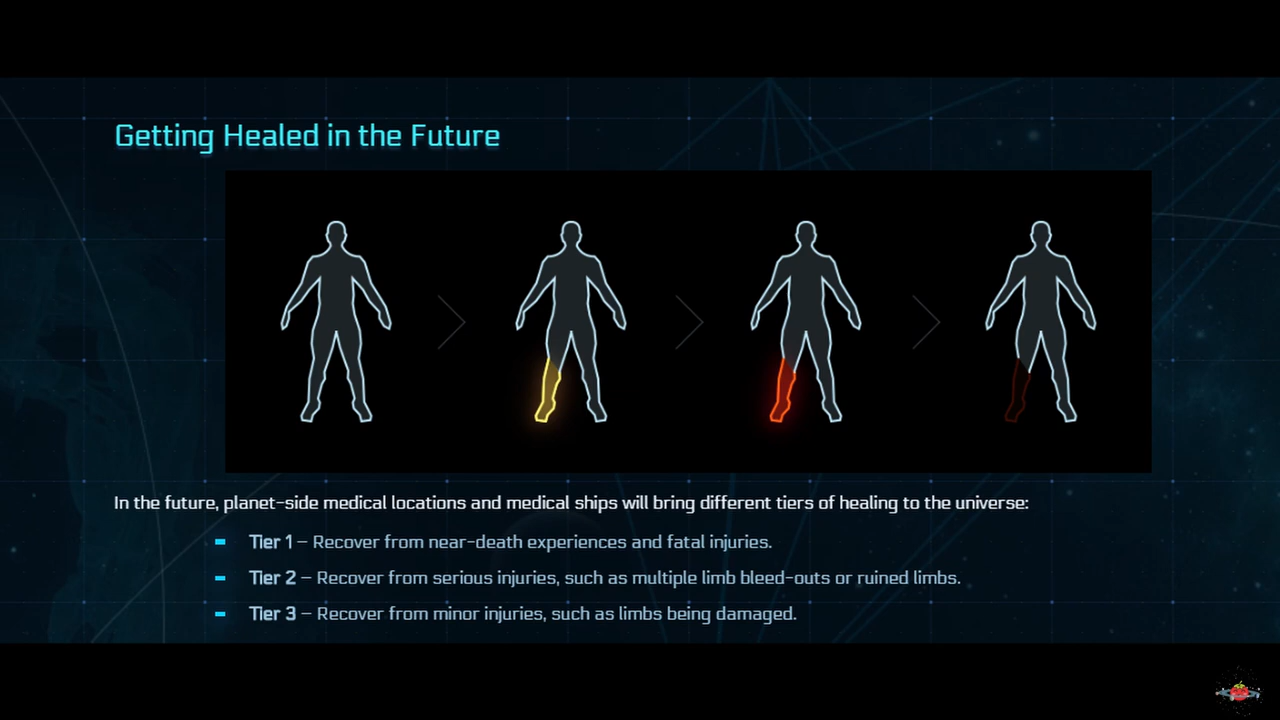 Getting Healed in the Future
In the future, planet-side medical locations and medical ships will bring different tiers of healing to the universe:
Tier 1 – Recover from near-death experiences and fatal injuries.
Tier 2 – Recover from serious injuries, such as multiple limb bleed-outs or ruined limbs.
Tier 3 – Recover from minor injuries, such as limbs being damaged.